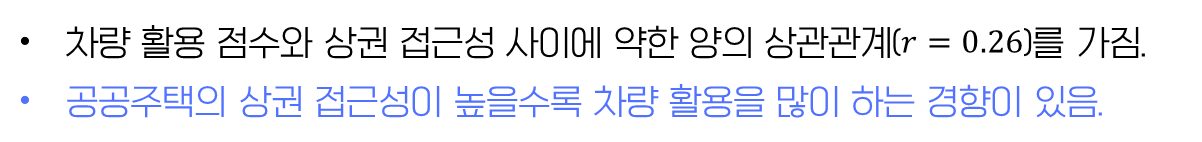 • 차량 활용 점수와 상권 접근성 사이에 약한 양의 상관관계(r = 0.26)를 가짐.
• 공공주택의 상권 접근성이 높을수록 차량 활용을 많이 하는 경향이 있음.